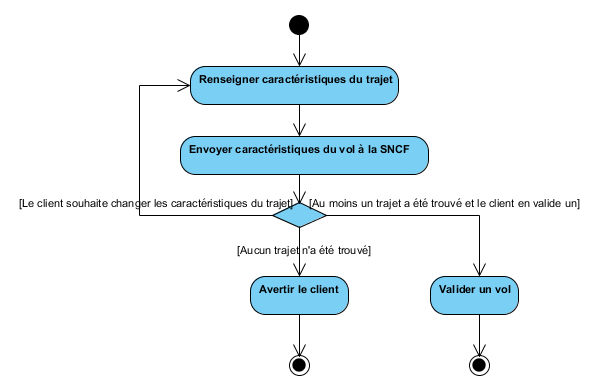 Renseigner caractéristiques du trajet
Envoyer caractéristiques du vol à la SNCF
[Le client souhaite changer les caractéristiques du trajet]
[Au moins un trajet a été trouvé et le client en valide un]
[Aucun trajet n'a été trouvé]
Avertir le client
Valider un vol